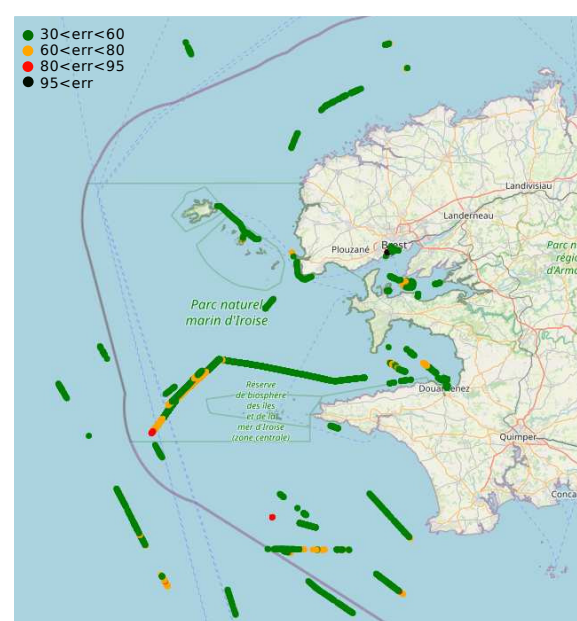 30<err<60
60<err<80
80<err<95
95<err
Landivisiau
Landerneau
Plouzané
Brest
Parc n
régio
d'Armo
Parc naturel
marin d'Iroise
Réserve
de biosphère
des îles
et de la
mer d'Iroise
(zone centrale)
Douarnenez
Quimper
Conca